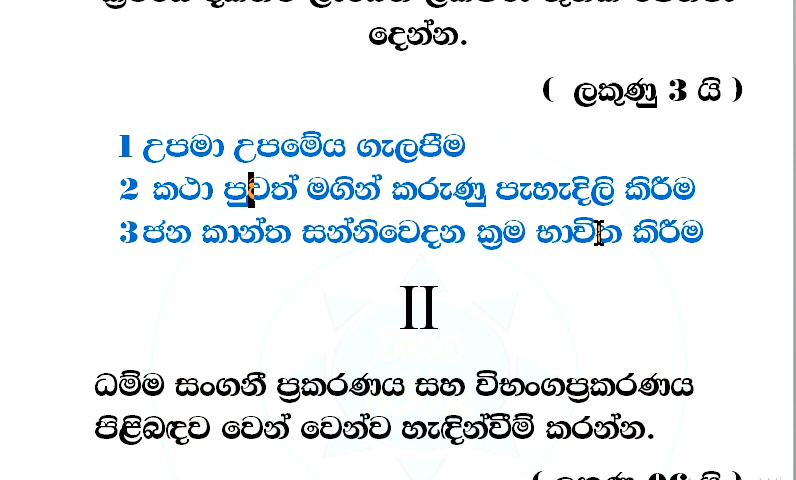 දෙන්න.
( ලකුණු 3 යි )
1 උපමා උපමේය ගැලපීම
2 කථා පුවත් මගින් කරුණු පැහැදිලි කිරීම
3 ජන කාන්ත සන්නිවෙදන ක්‍රම භාවිත කිරීම
II
ධම්ම සංගනී ප්‍රකරණය සහ විභංගප්‍රකරණය
පිළිබඳව වෙන් වෙන්ව හැඳින්වීම් කරන්න.